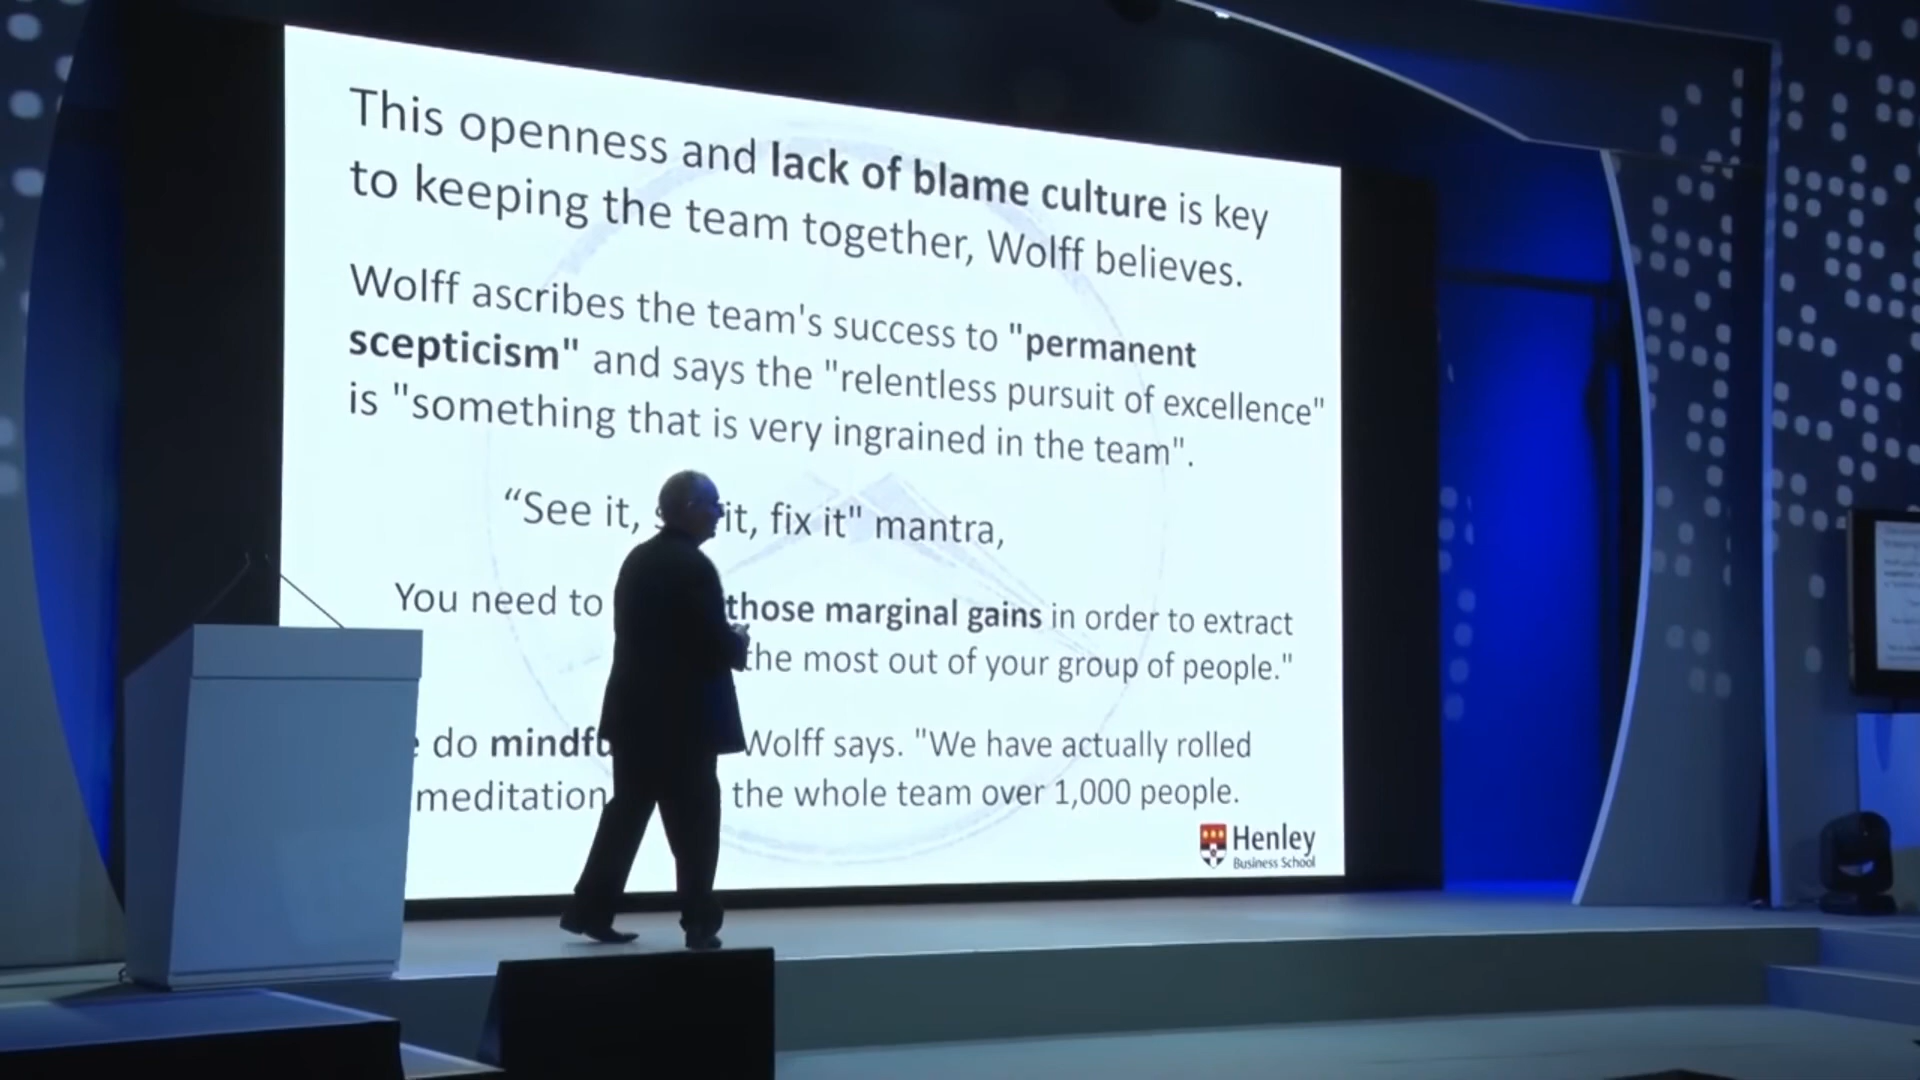 This openness and lack of blame culture is key
to keeping the team together, Wolff believes.
Wolff ascribes the team's success to "permanent
scepticism" and says the "relentless pursuit of excellence"
is "something that is very ingrained in the team".
“See it, it, fix it" mantra,
You need to those marginal gains in order to extract
the most out of your group of people."
do Wolff says. "We have actually rolled
meditation the whole team over 1,000 people.
Henley
Business School